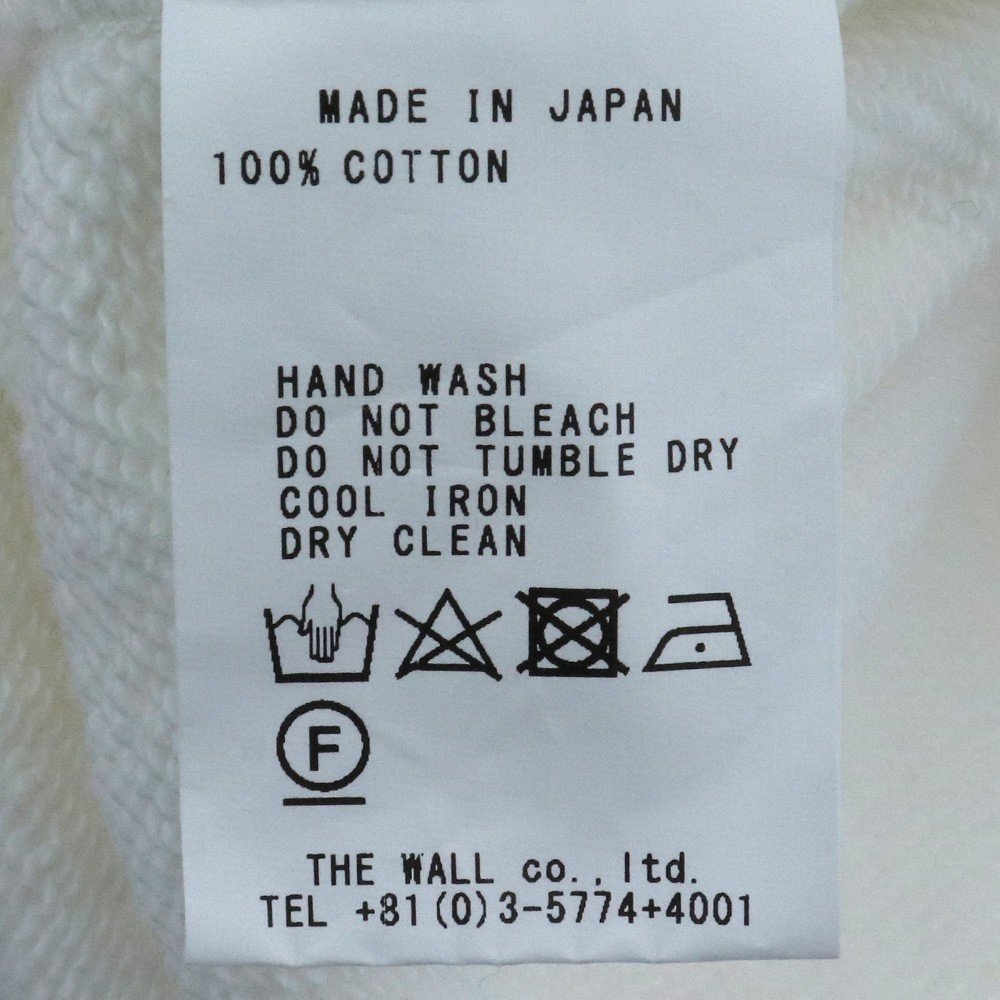 MADE IN JAPAN
100% COTTON
HAND WASH
DO NOT BLEACH
DO NOT TUMBLE DRY
COOL IRON
DRY CLEAN
F
THE WALL co.,ltd.
TEL +81(0)3-5774+4001